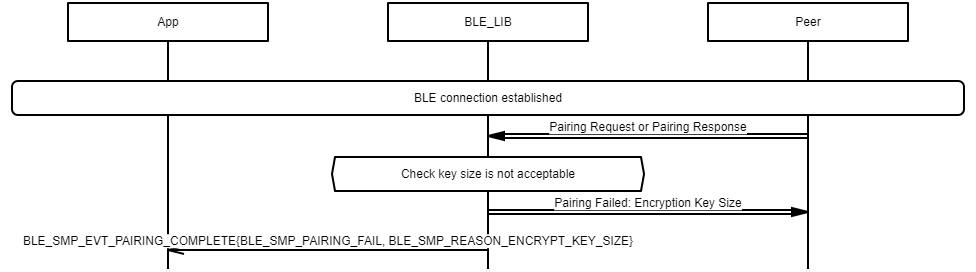 App
BLE_LIB
Peer
BLE connection established
Pairing Request or Pairing Response
Check key size is not acceptable
Pairing Failed: Encryption Key Size
BLE_SMP_EVT_PAIRING_COMPLETE{BLE_SMP_PAIRING_FAIL, BLE_SMP_REASON_ENCRYPT_KEY_SIZE}